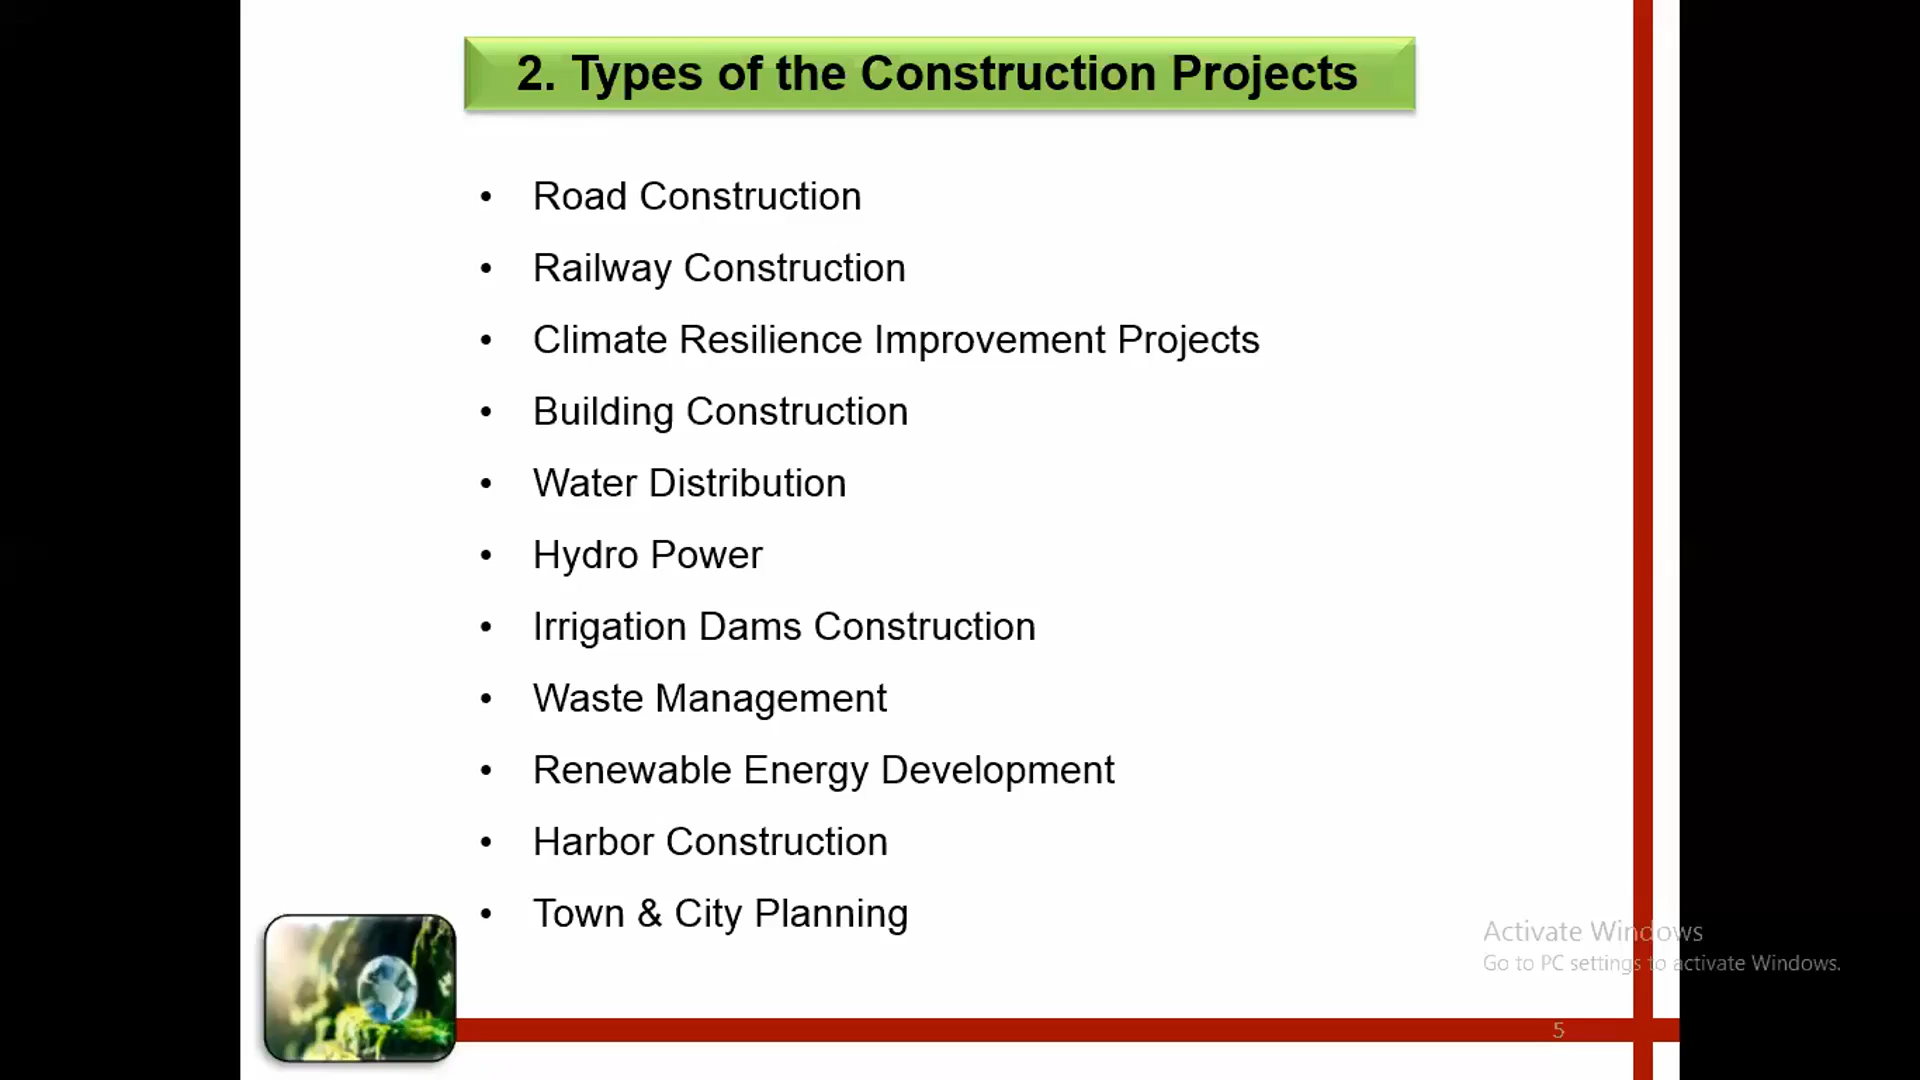 2. Types of the Construction Projects
• Road Construction
• Railway Construction
• Climate Resilience Improvement Projects
• Building Construction
• Water Distribution
• Hydro Power
• Irrigation Dams Construction
• Waste Management
• Renewable Energy Development
• Harbor Construction
• Town & City Planning
Activate Windows
Go to PC settings to activate Windows.
5